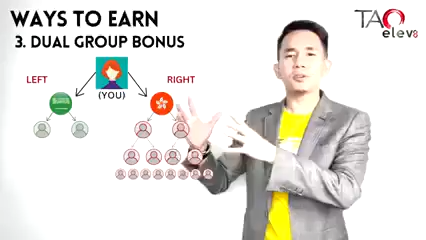 WAYS TO EARN
3. DUAL GROUP BONUS
TAO
elev8
LEFT
RIGHT
(YOU)